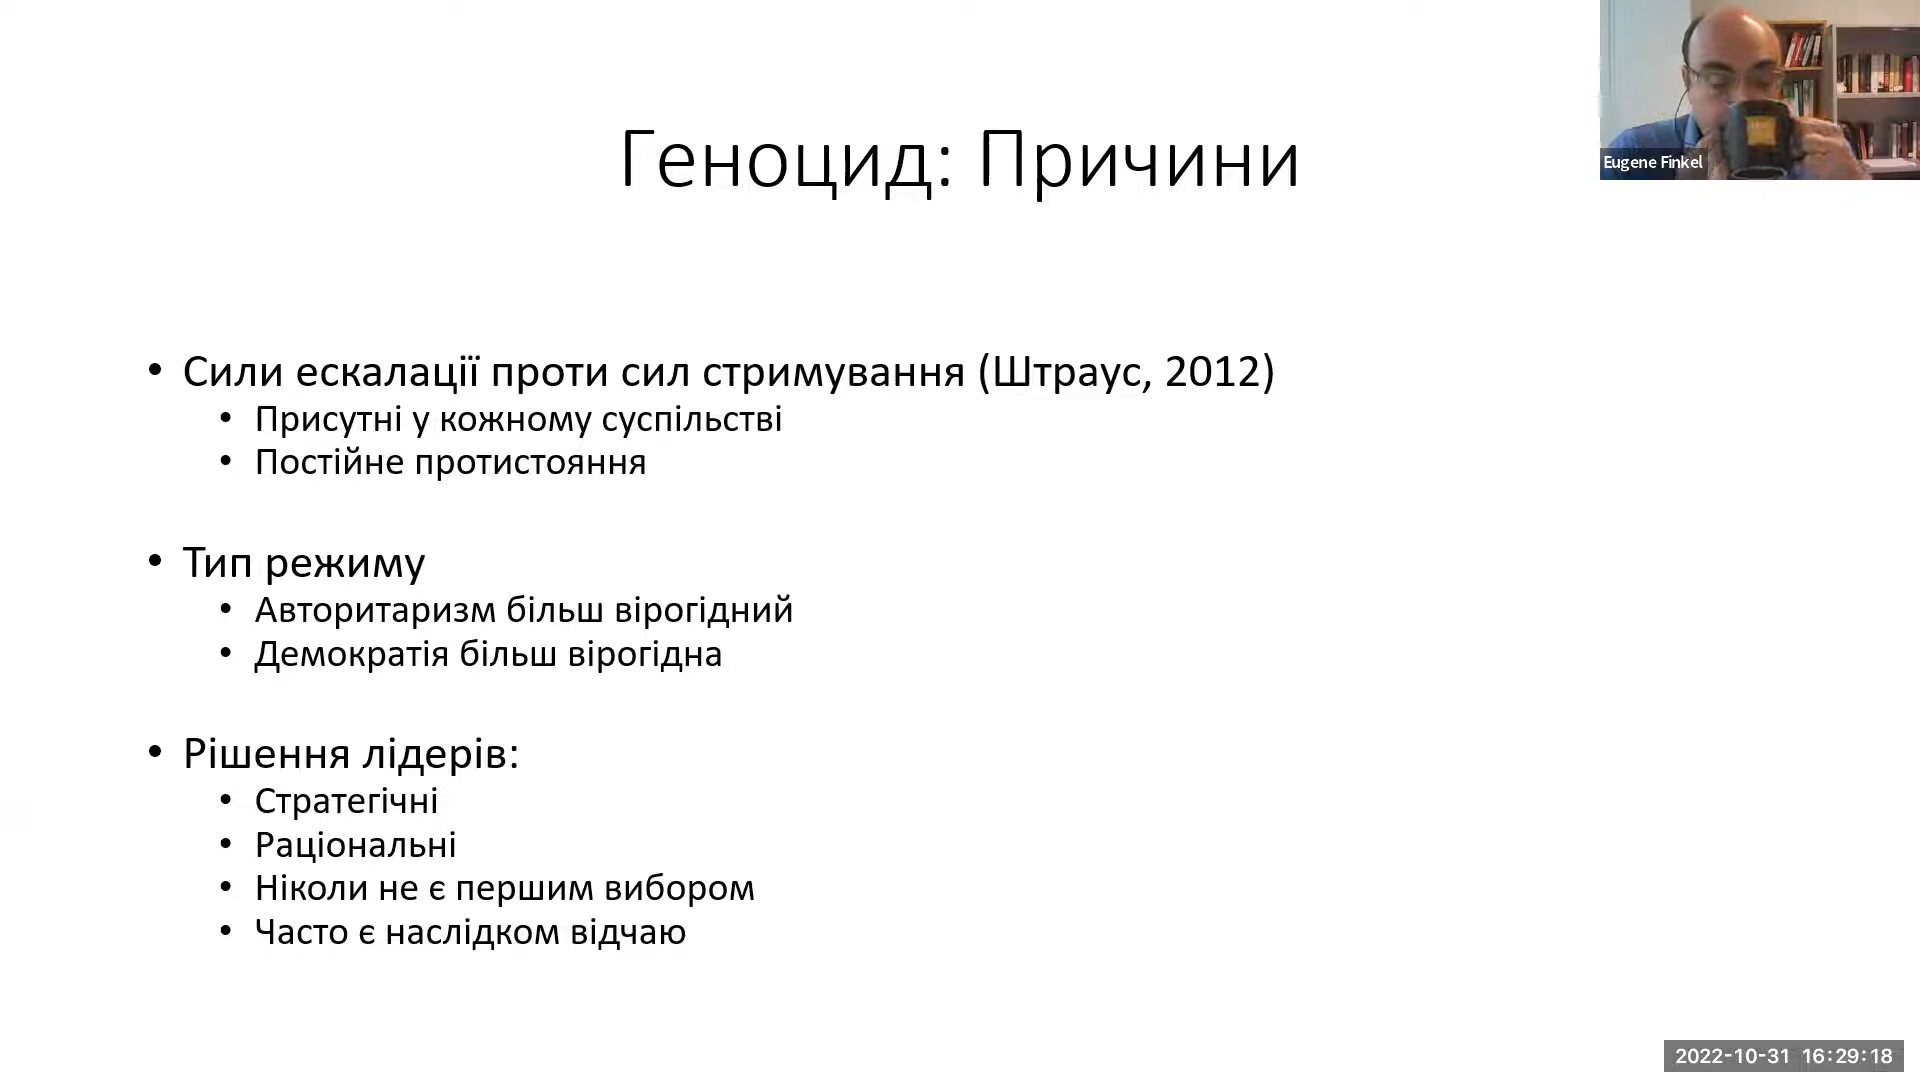 Геноцид: Причини
Eugene Finkel
• Сили ескалації проти сил стримування (Штраус, 2012)
• Присутні у кожному суспільстві
• Постійне протистояння
• Тип режиму
• Авторитаризм більш вірогідний
• Демократія більш вірогідна
• Рішення лідерів:
• Стратегічні
• Раціональні
• Ніколи не є першим вибором
• Часто є наслідком відчаю
2022-10-31 16:29:18